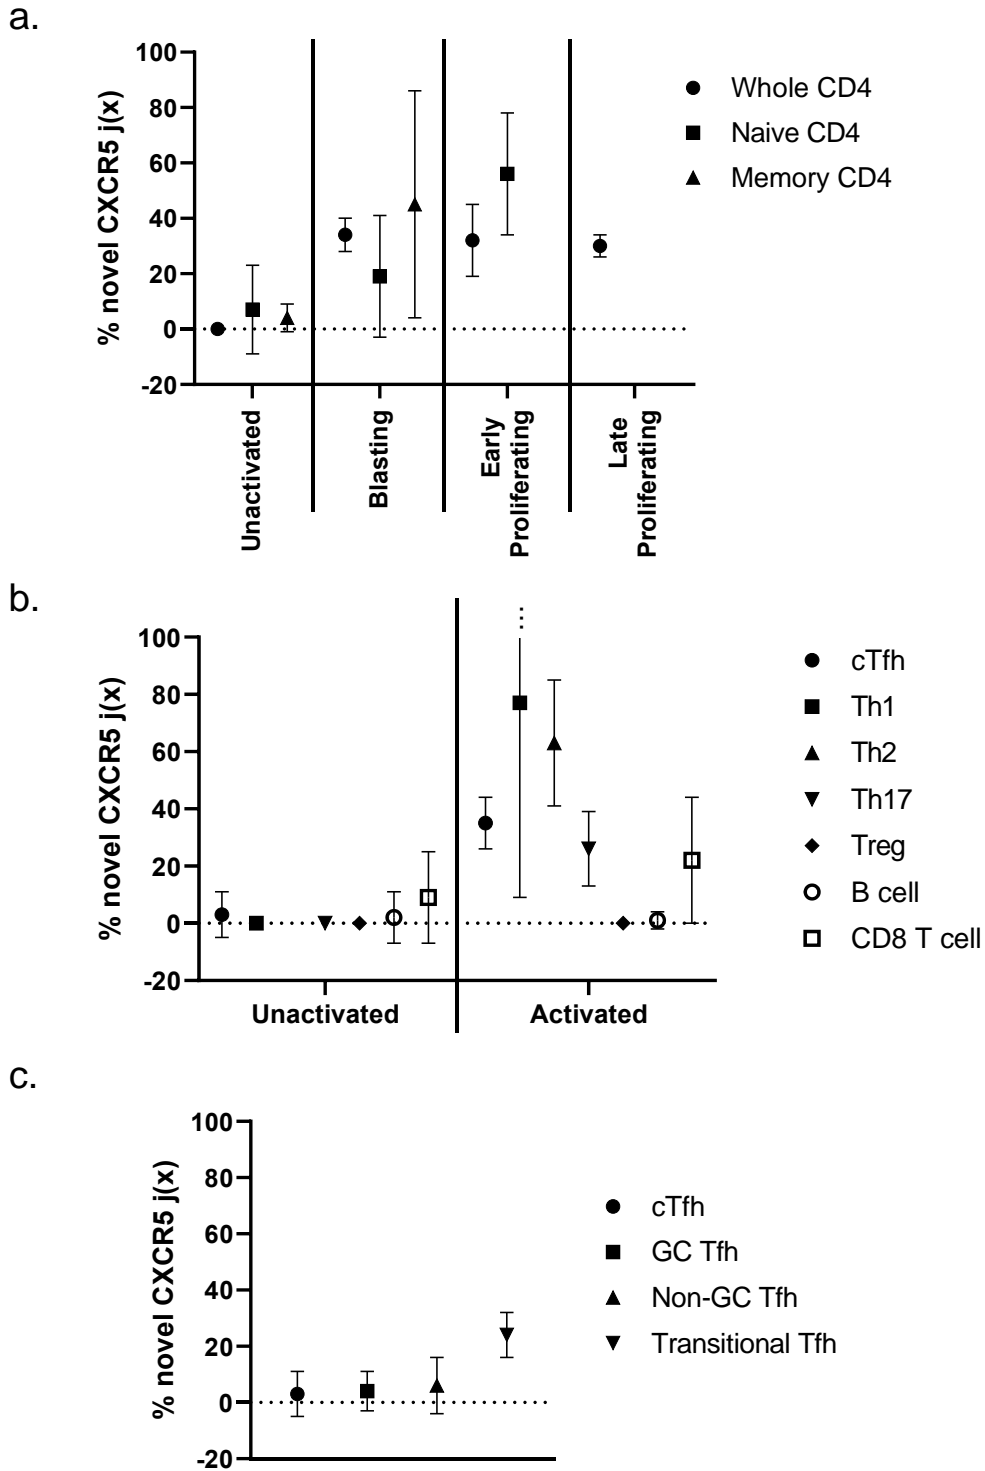 a.
% novel CXCR5 j(x)
100
80
60
40
20
0
-20
Unactivated
Blasting
Early
Proliferating
Late
Proliferating
Whole CD4
Naive CD4
Memory CD4
b.
% novel CXCR5 j(x)
100
80
60
40
20
0
-20
Unactivated
Activated
cTfh
Th1
Th2
Th17
Treg
B cell
CD8 T cell
c.
% novel CXCR5 j(x)
100
80
60
40
20
0
-20
cTfh
GC Tfh
Non-GC Tfh
Transitional Tfh